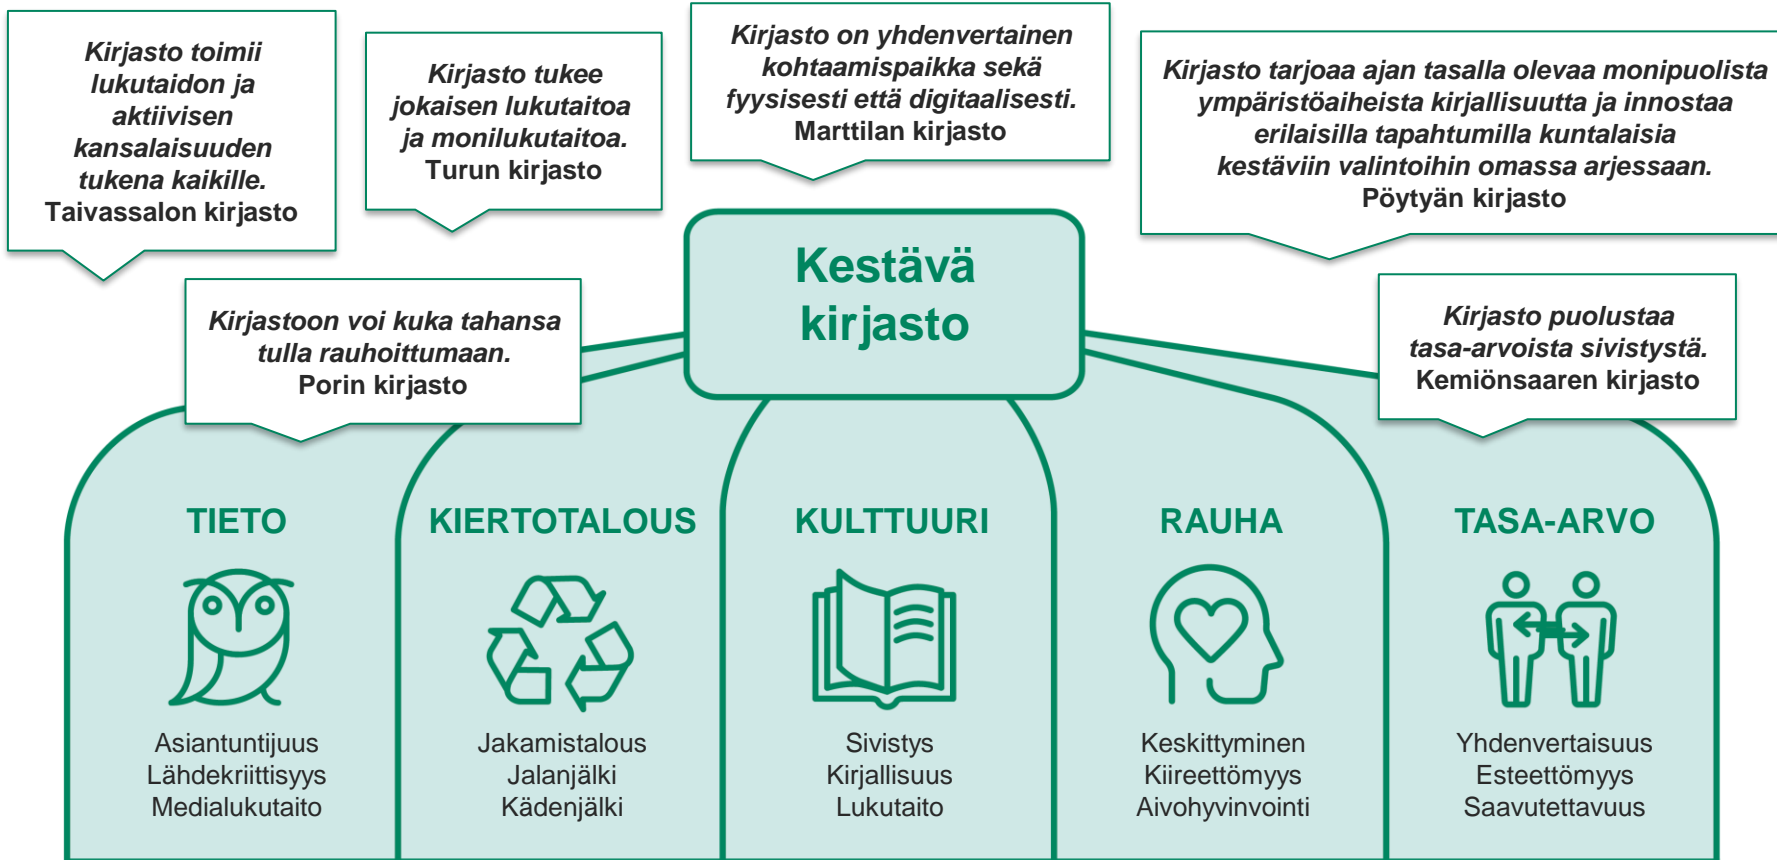 Kirjasto toimii
lukutaidon ja
aktiivisen
kansalaisuuden
tukena kaikille.
Taivassalon kirjasto
Kirjasto tukee
jokaisen lukutaitoa
ja monilukutaitoa.
Turun kirjasto
Kirjasto on yhdenvertainen
kohtaamispaikka sekä
fyysisesti että digitaalisesti.
Marttilan kirjasto
Kirjasto tarjoaa ajan tasalla olevaa monipuolista
ympäristöaiheista kirjallisuutta ja innostaa
erilaisilla tapahtumilla kuntalaisia
kestäviin valintoihin omassa arjessaan.
Pöytyän kirjasto
Kirjastoon voi kuka tahansa
tulla rauhoittumaan.
Porin kirjasto
Kestävä
kirjasto
Kirjasto puolustaa
tasa-arvoista sivistystä.
Kemiönsaaren kirjasto
TIETO
Asiantuntijuus
Lähdekriittisyys
Medialukutaito
KIERTOTALOUS
Jakamistalous
Jalanjälki
Kädenjälki
KULTTUURI
Sivistys
Kirjallisuus
Lukutaito
RAUHA
Keskittyminen
Kiireettömyys
Aivohyvinvointi
TASA-ARVO
Yhdenvertaisuus
Esteettömyys
Saavutettavuus